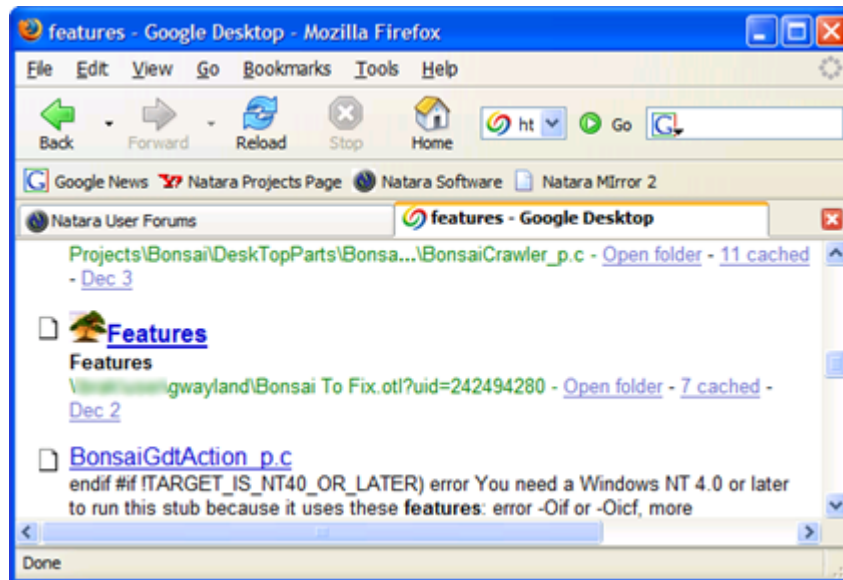 features - Google Desktop - Mozilla Firefox
File Edit View Go Bookmarks Tools Help
Back Forward Reload Stop Home ht Go G
Google News Natara Projects Page Natara Software Natara MIrror 2
Natara User Forums features - Google Desktop
Projects\Bonsai\DeskTopParts\Bonsa...\BonsaiCrawler_p.c - Open folder - 11 cached
- Dec 3
Features
Features
\gwayland\Bonsai To Fix.otl?uid=242494280 - Open folder - 7 cached -
Dec 2
BonsaiGdtAction_p.c
endif #if !TARGET_IS_NT40_OR_LATER) error You need a Windows NT 4.0 or later
to run this stub because it uses these features: error -Oif or -Oicf, more
Done